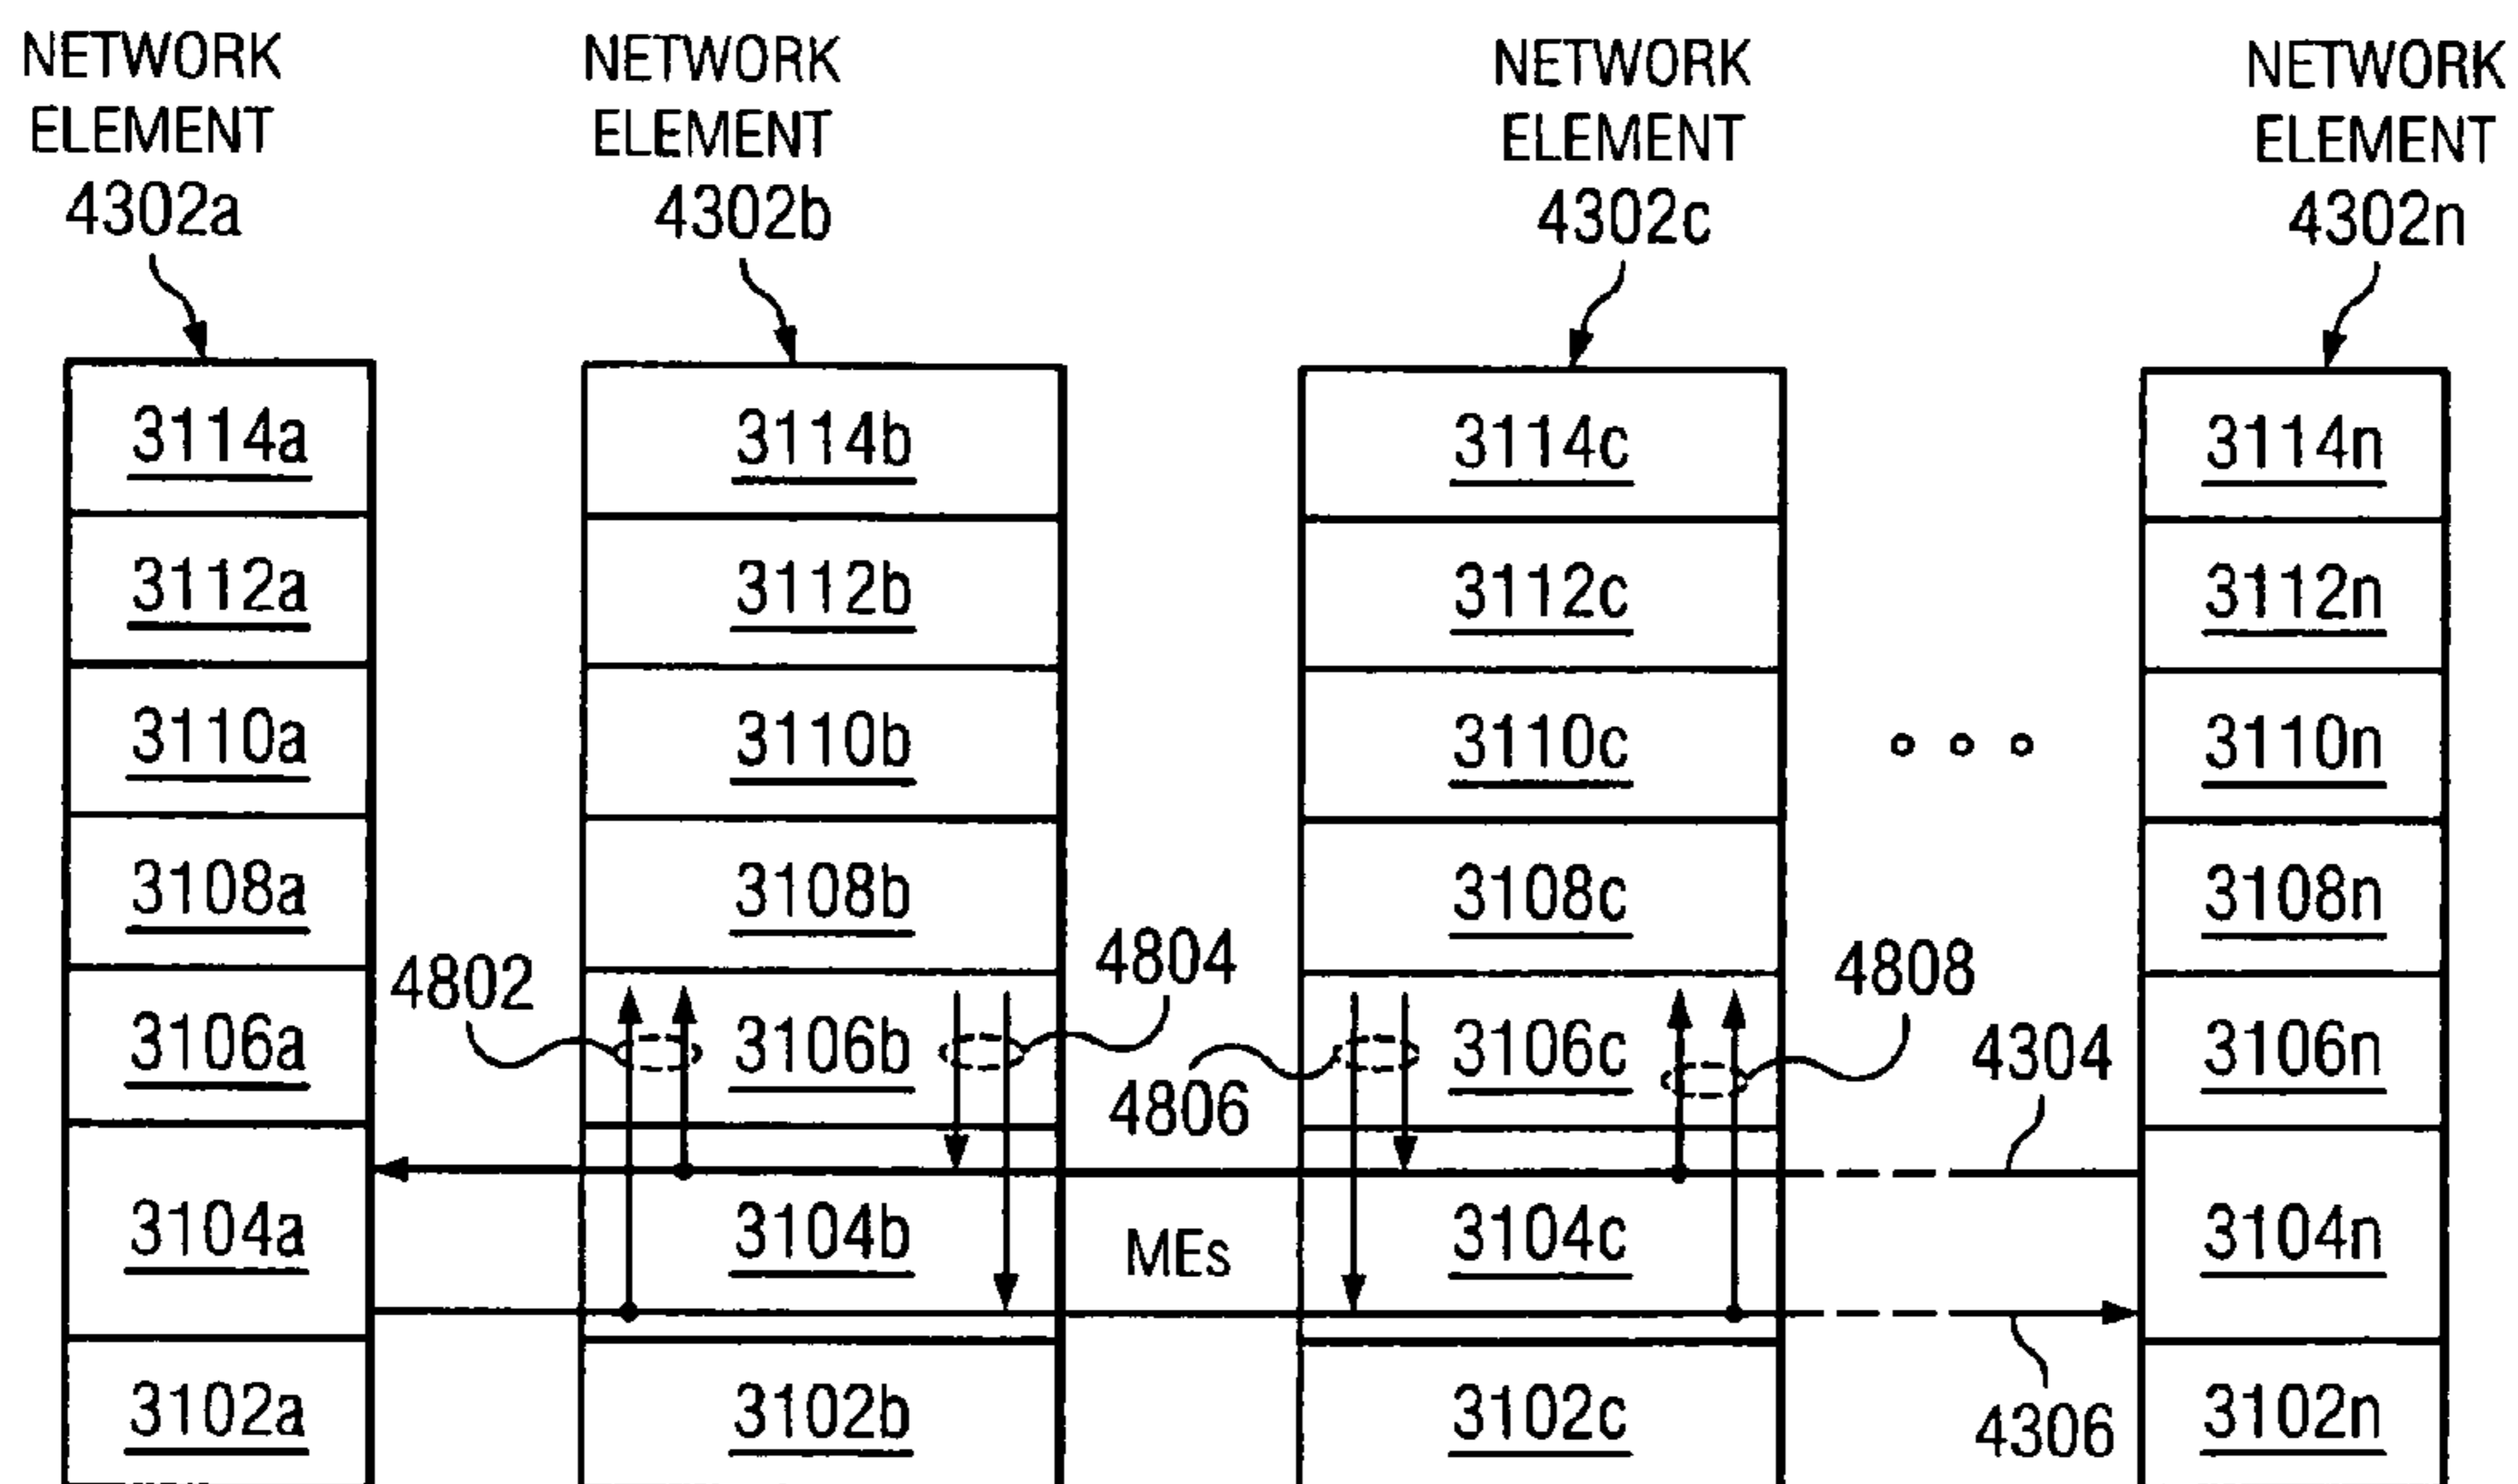 NETWORK ELEMENT 4302a
NETWORK ELEMENT 4302b
NETWORK ELEMENT 4302c
NETWORK ELEMENT 4302n
3114a 3114b 3114c 3114n
3112a 3112b 3112c 3112n
3110a 3110b 3110c 3110n
3108a 3108b 3108c 3108n
4802 4804 4808
3106a 3106b 4806 3106c 4304 3106n
3104a 3104b MEs 3104c 3104n
3102a 3102b 3102c 4306 3102n